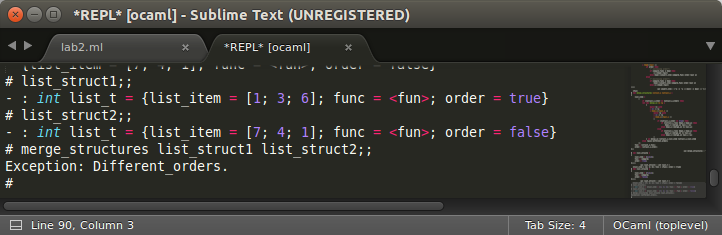 *REPL* [ocaml] - Sublime Text (UNREGISTERED)
lab2.ml × *REPL* [ocaml] ×
{list_item = [7; 4; 1]; func = <fun>; order = false}
# list_struct1;;
- : int list_t = {list_item = [1; 3; 6]; func = <fun>; order = true}
# list_struct2;;
- : int list_t = {list_item = [7; 4; 1]; func = <fun>; order = false}
# merge_structures list_struct1 list_struct2;;
Exception: Different_orders.
#
Line 90, Column 3 Tab Size: 4 OCaml (toplevel)